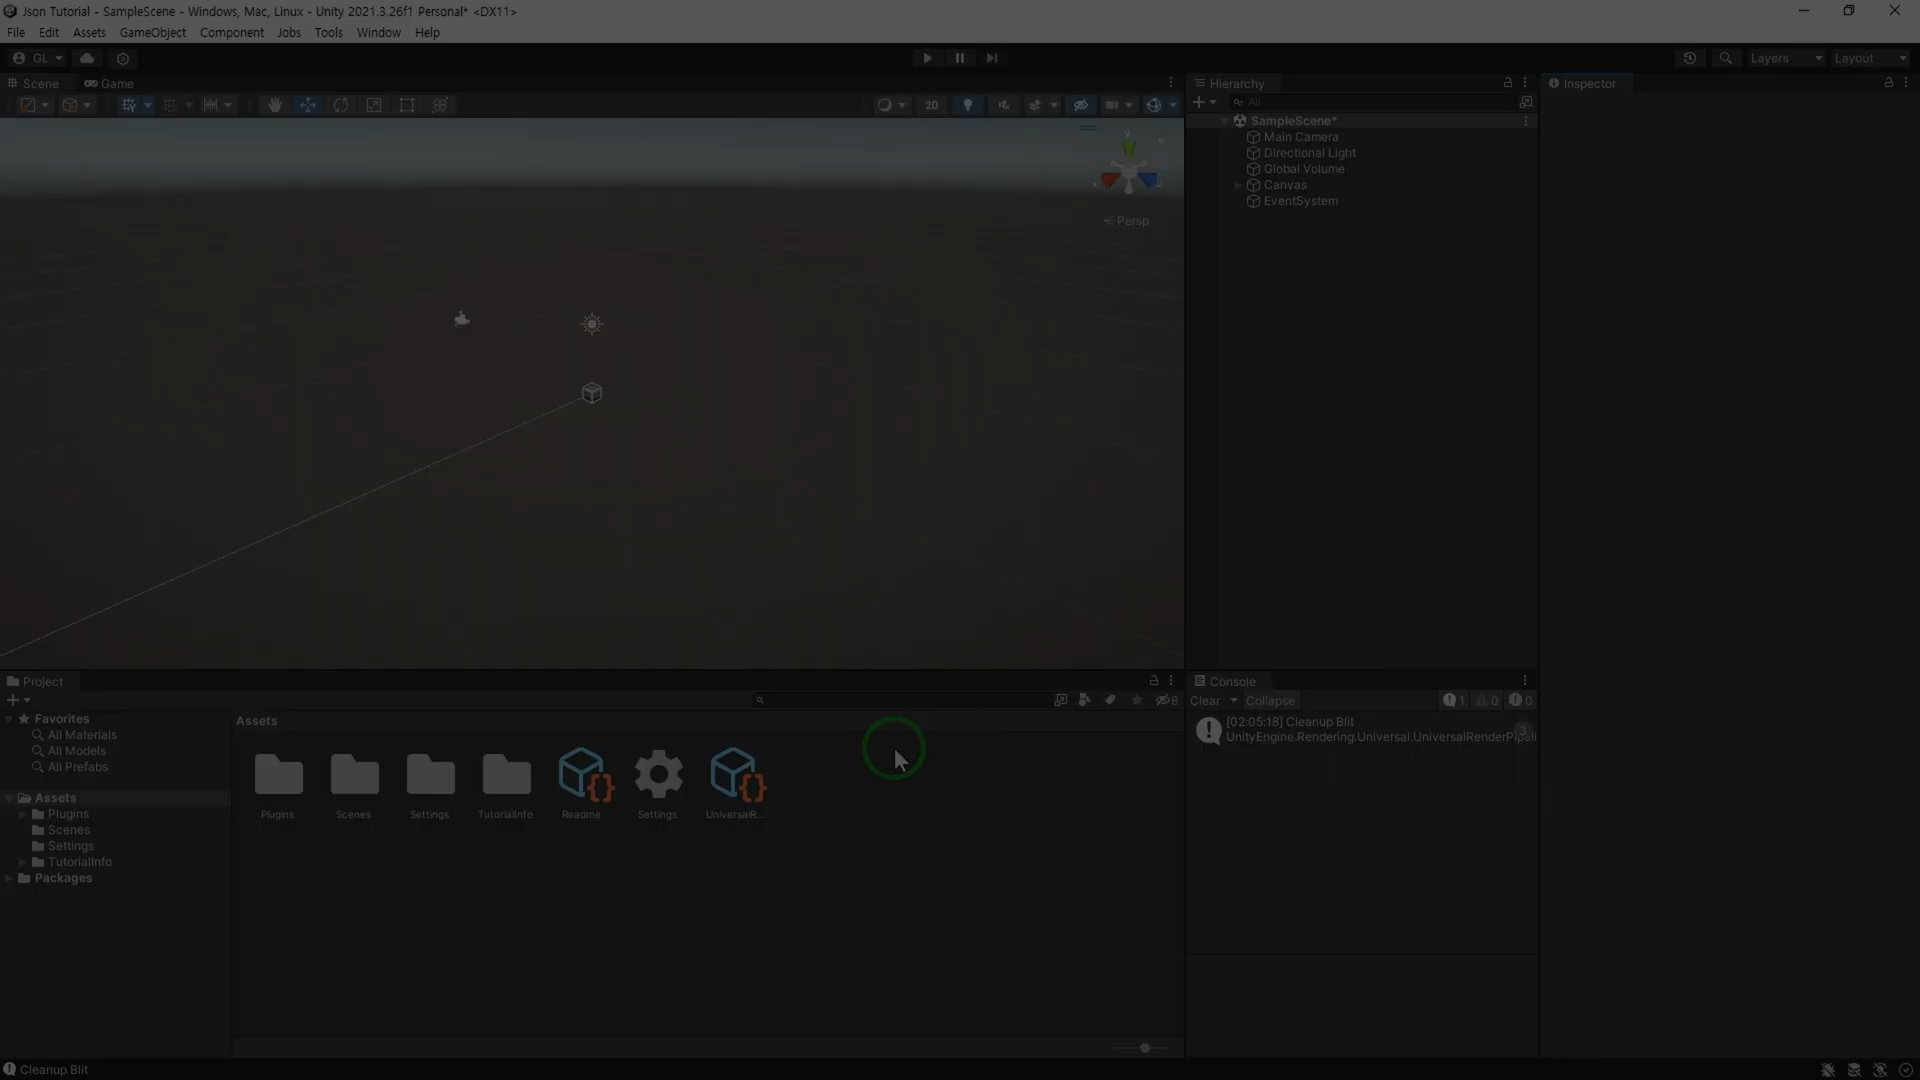 Json Tutorial - SampleScene - Windows, Mac, Linux - Unity 2021.3.26f1 Personal* <DX11>
File Edit Assets GameObject Component Jobs Tools Window Help
GL Layers Layout
Scene Game
2D
Persp
Hierarchy
All
SampleScene*
Main Camera
Directional Light
Global Volume
Canvas
EventSystem
Inspector
Project
8
Favorites
All Materials
All Models
All Prefabs
Assets
Plugins
Scenes
Settings
TutorialInfo
Packages
Assets
Plugins Scenes Settings TutorialInfo Readme Settings UniversalR...
Console
Clear Collapse 1 0 0
[02:05:18] Cleanup Blit
UnityEngine.Rendering.Universal.UniversalRenderPipeli
3
Cleanup Blit